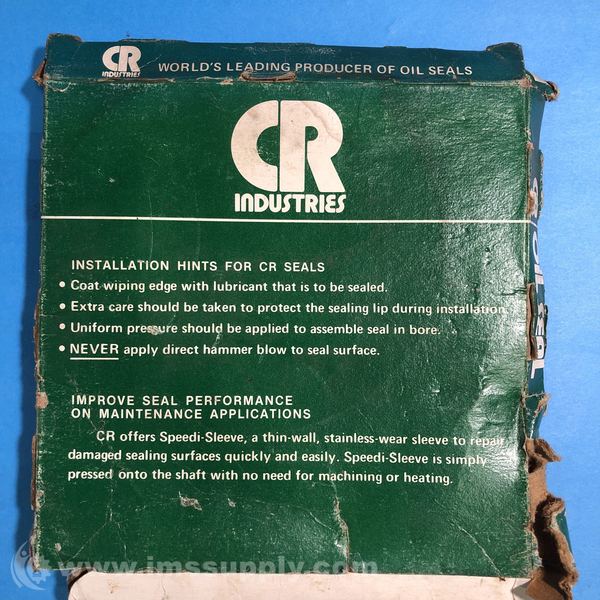 CR INDUSTRIES WORLD'S LEADING PRODUCER OF OIL SEALS
CR
INDUSTRIES
INSTALLATION HINTS FOR CR SEALS
• Coat wiping edge with lubricant that is to be sealed.
• Extra care should be taken to protect the sealing lip during installation.
• Uniform pressure should be applied to assemble seal in bore.
• NEVER apply direct hammer blow to seal surface.
IMPROVE SEAL PERFORMANCE
ON MAINTENANCE APPLICATIONS
CR offers Speedi-Sleeve, a thin-wall, stainless-wear sleeve to repair
damaged sealing surfaces quickly and easily. Speedi-Sleeve is simply
pressed onto the shaft with no need for machining or heating.
www.imssupply.com